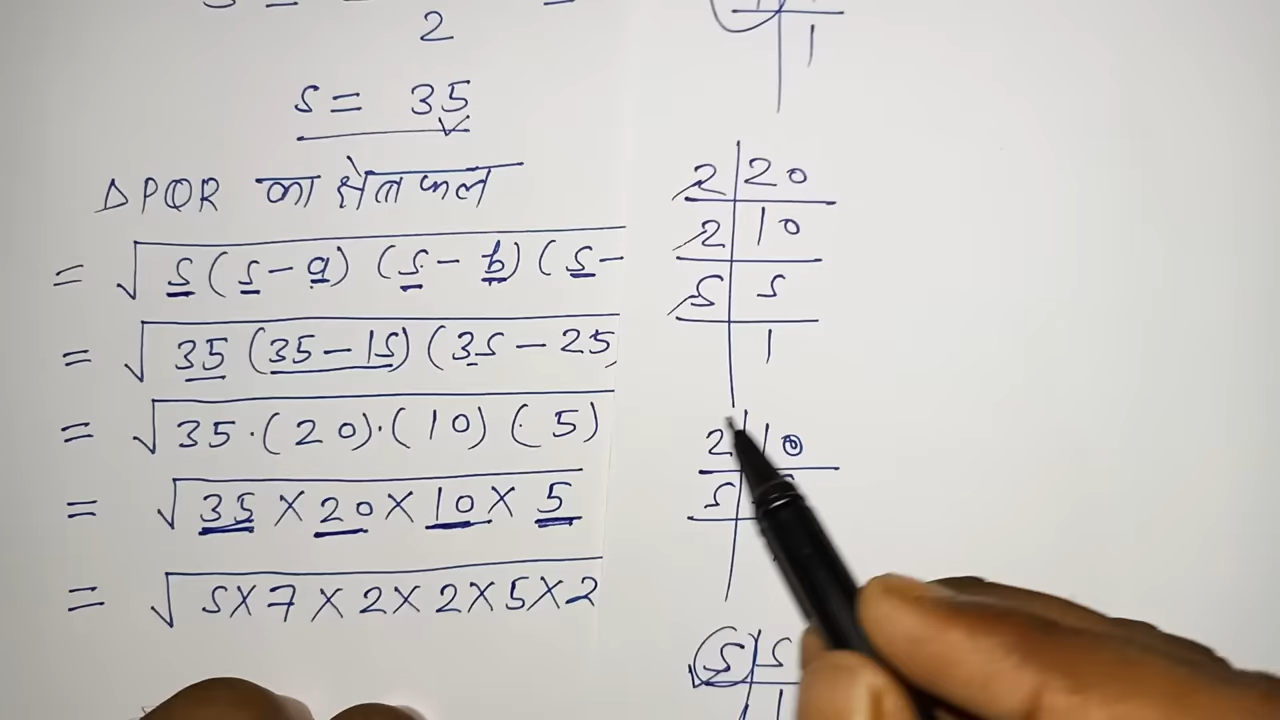 2
s = 35
ΔPQR का क्षेत्रफल
= √s(s-a) (s-b) (s-
= √35 (35-15) (35-25
= √35·(20)·(10) (5)
= √35×20×10×5
= √5×7×2×2×5×2
1
2 | 20
2 | 10
5 | 5
1
2 | 10
5
5 | 5
1